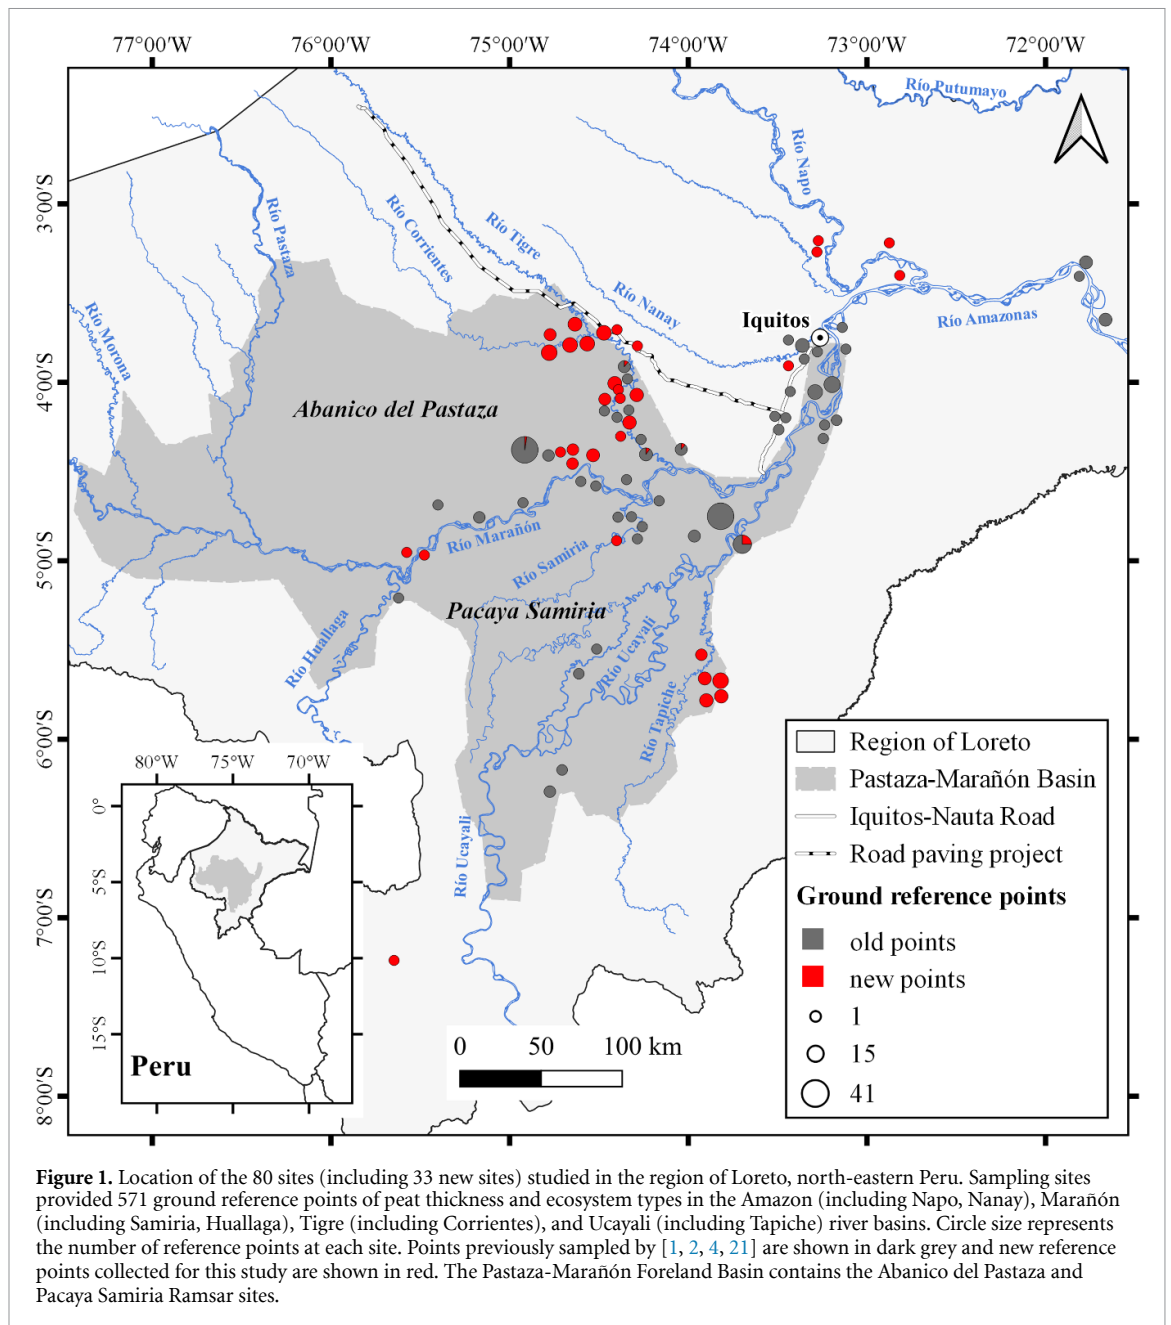 77°00'W 76°00'W 75°00'W 74°00'W 73°00'W 72°00'W
3°00'S
4°00'S
5°00'S
6°00'S
7°00'S
8°00'S
Río Putumayo
Río Napo
Río Pastaza
Río Corrientes
Río Tigre
Río Nanay
Río Morona
Iquitos
Río Amazonas
Abanico del Pastaza
Río Marañón
Río Samiria
Pacaya Samiria
Río Huallaga
Río Ucayali
Río Tapiche
Río Ucayali
80°W 75°W 70°W
0°
5°S
10°S
15°S
Peru
0 50 100 km
Region of Loreto
Pastaza-Marañón Basin
Iquitos-Nauta Road
Road paving project
Ground reference points
old points
new points
1
15
41
Figure 1. Location of the 80 sites (including 33 new sites) studied in the region of Loreto, north-eastern Peru. Sampling sites
provided 571 ground reference points of peat thickness and ecosystem types in the Amazon (including Napo, Nanay), Marañón
(including Samiria, Huallaga), Tigre (including Corrientes), and Ucayali (including Tapiche) river basins. Circle size represents
the number of reference points at each site. Points previously sampled by [1, 2, 4, 21] are shown in dark grey and new reference
points collected for this study are shown in red. The Pastaza-Marañón Foreland Basin contains the Abanico del Pastaza and
Pacaya Samiria Ramsar sites.